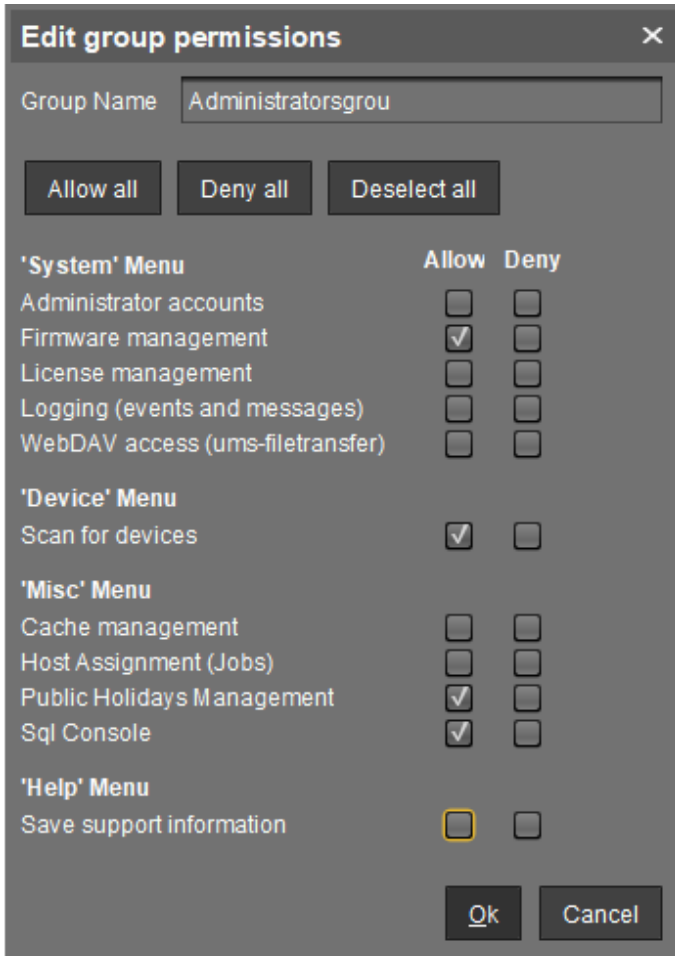 Edit group permissions
Group Name Administratorsgrou
Allow all Deny all Deselect all
'System' Menu Allow Deny
Administrator accounts
Firmware management
License management
Logging (events and messages)
WebDAV access (ums-filetransfer)
'Device' Menu
Scan for devices
'Misc' Menu
Cache management
Host Assignment (Jobs)
Public Holidays Management
Sql Console
'Help' Menu
Save support information
Ok Cancel